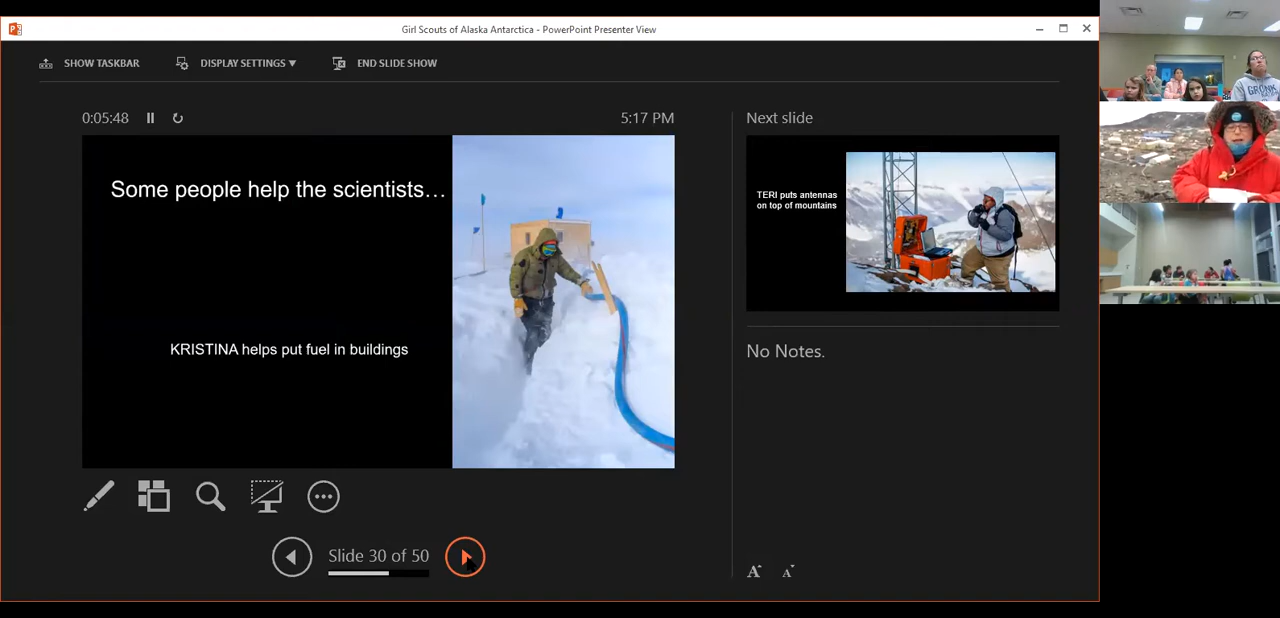 Girl Scouts of Alaska Antarctica - PowerPoint Presenter View
SHOW TASKBAR
DISPLAY SETTINGS ▼
END SLIDE SHOW
0:05:48
5:17 PM
Next slide
Some people help the scientists…
KRISTINA helps put fuel in buildings
TERI puts antennas
on top of mountains
No Notes.
Slide 30 of 50
A
A